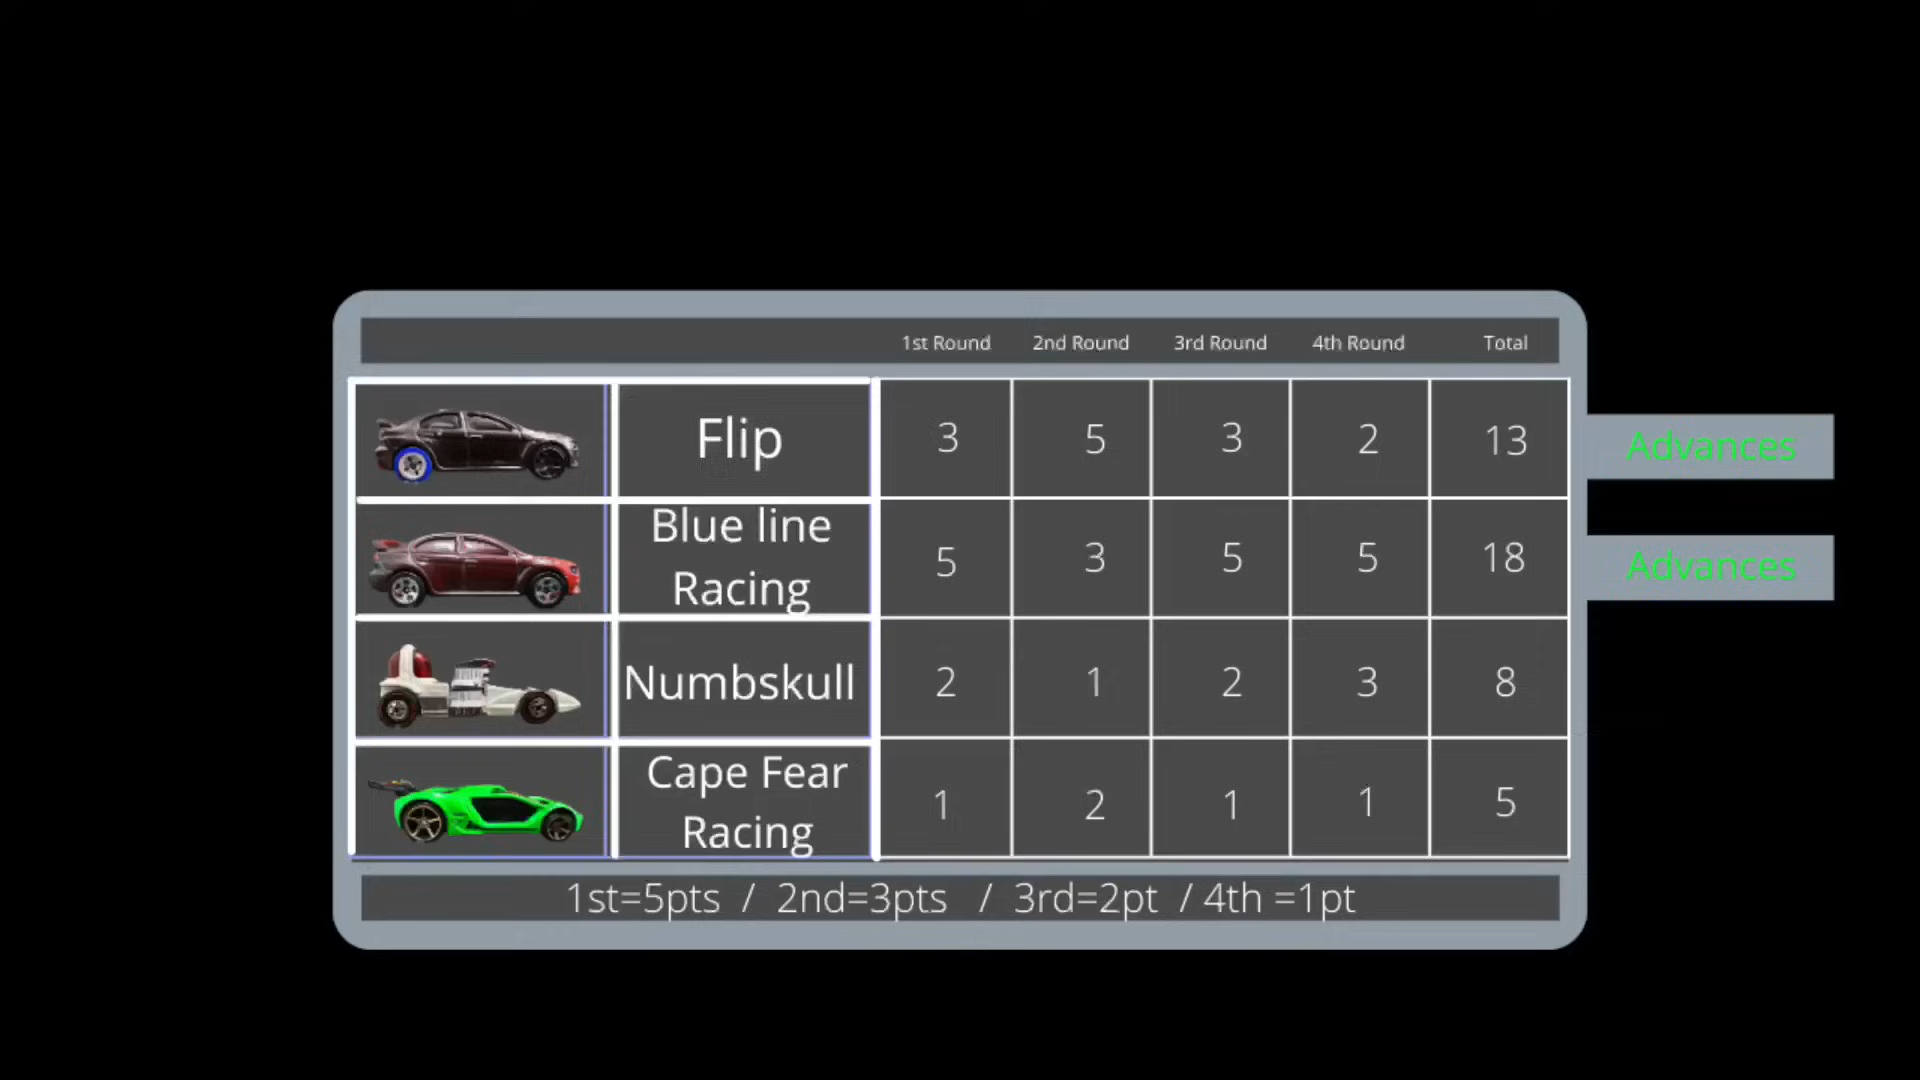 1st Round 2nd Round 3rd Round 4th Round Total
Flip 3 5 3 2 13 Advances
Blue line
Racing 5 3 5 5 18 Advances
Numbskull 2 1 2 3 8
Cape Fear
Racing 1 2 1 1 5
1st=5pts / 2nd=3pts / 3rd=2pt / 4th =1pt